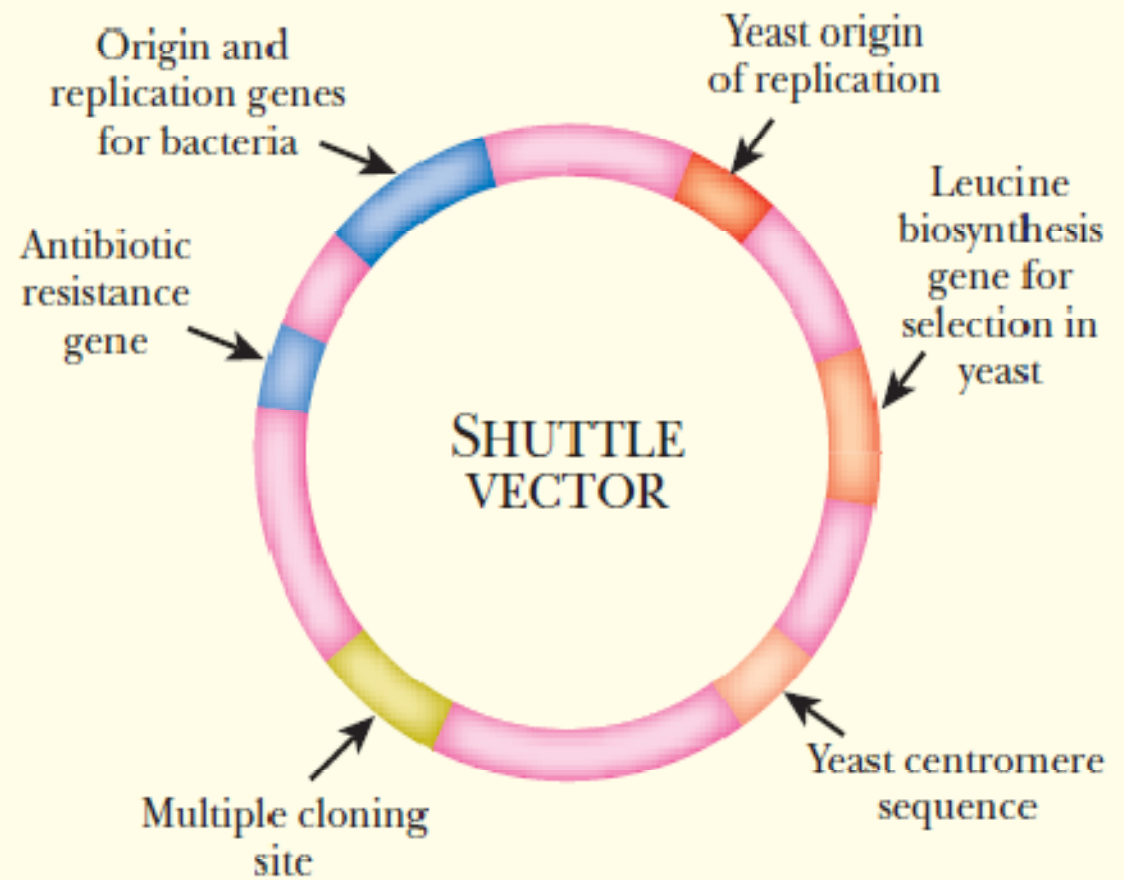 Origin and
replication genes
for bacteria
Yeast origin
of replication
Leucine
biosynthesis
gene for
selection in
yeast
Antibiotic
resistance
gene
SHUTTLE
VECTOR
Yeast centromere
sequence
Multiple cloning
site